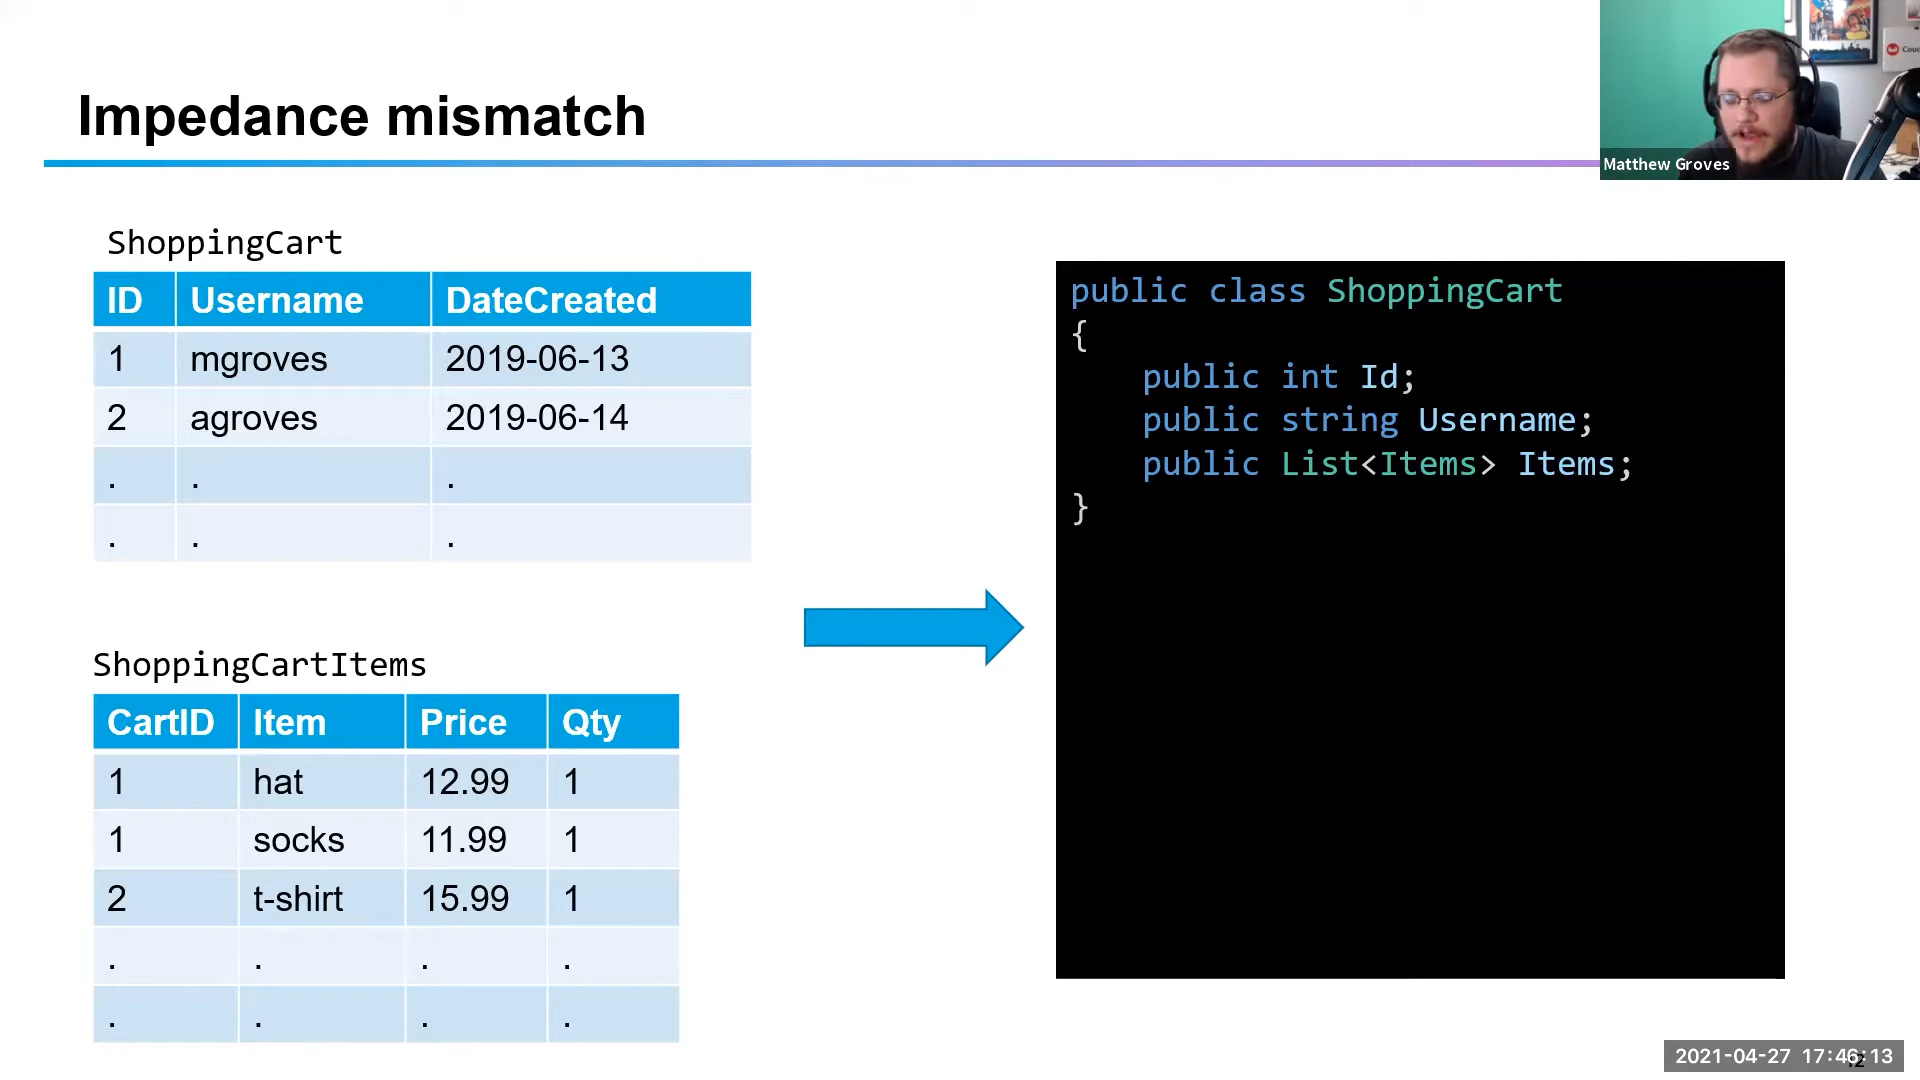 Impedance mismatch
Matthew Groves
ShoppingCart
ID Username DateCreated
1 mgroves 2019-06-13
2 agroves 2019-06-14
. . .
. . .
ShoppingCartItems
CartID Item Price Qty
1 hat 12.99 1
1 socks 11.99 1
2 t-shirt 15.99 1
. . . .
. . . .
public class ShoppingCart
{
public int Id;
public string Username;
public List<Items> Items;
}
2021-04-27 17:46:13